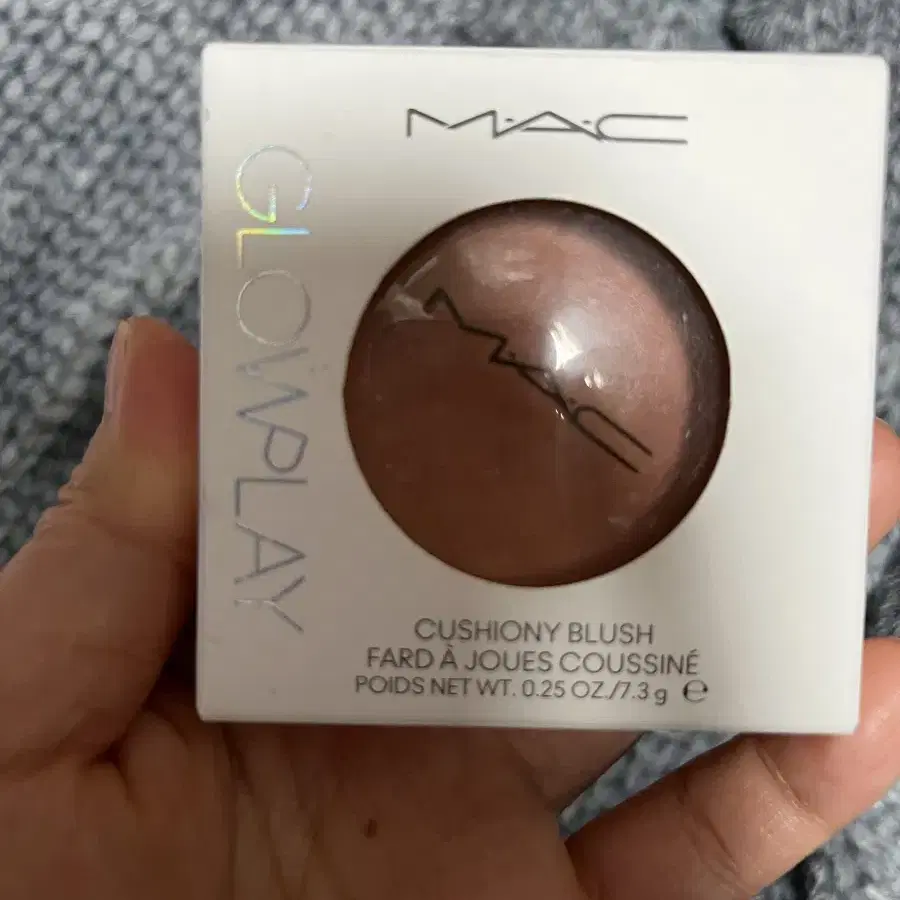 M·A·C
GLOWPLAY
M·A·C
CUSHIONY BLUSH
FARD À JOUES COUSSINÉ
POIDS NET WT. 0.25 OZ./7.3 g ℮